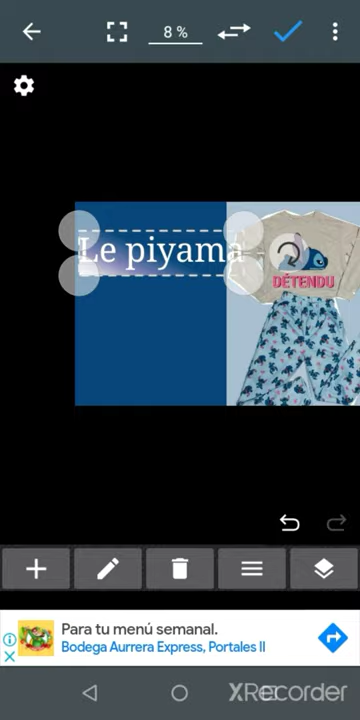 8 %
Le piyama
DÉTENDU
Para tu menú semanal.
Bodega Aurrera Express, Portales II
XRecorder